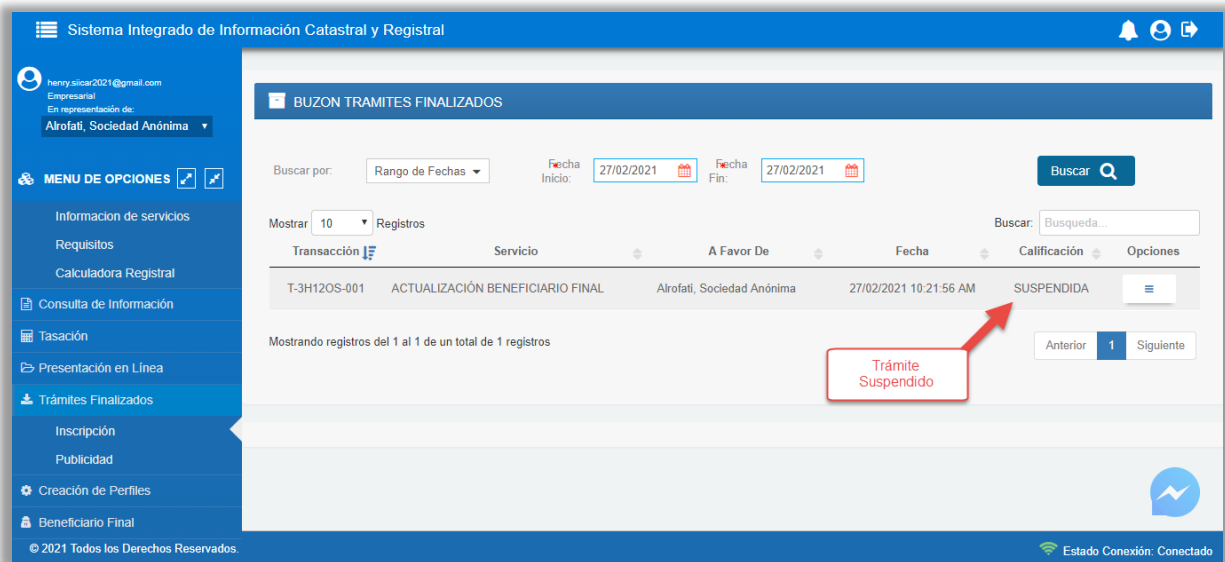 Sistema Integrado de Información Catastral y Registral
henry.siicar2021@gmail.com
Empresarial
En representación de:
Alrofati, Sociedad Anónima
MENU DE OPCIONES
Informacion de servicios
Requisitos
Calculadora Registral
Consulta de Información
Tasación
Presentación en Línea
Trámites Finalizados
Inscripción
Publicidad
Creación de Perfiles
Beneficiario Final
© 2021 Todos los Derechos Reservados.
BUZON TRAMITES FINALIZADOS
Buscar por: Rango de Fechas Fecha Inicio: 27/02/2021 Fecha Fin: 27/02/2021 Buscar
Mostrar 10 Registros Buscar: Busqueda...
Transacción Servicio A Favor De Fecha Calificación Opciones
T-3H12OS-001 ACTUALIZACIÓN BENEFICIARIO FINAL Alrofati, Sociedad Anónima 27/02/2021 10:21:56 AM SUSPENDIDA
Mostrando registros del 1 al 1 de un total de 1 registros
Anterior 1 Siguiente
Trámite
Suspendido
Estado Conexión: Conectado